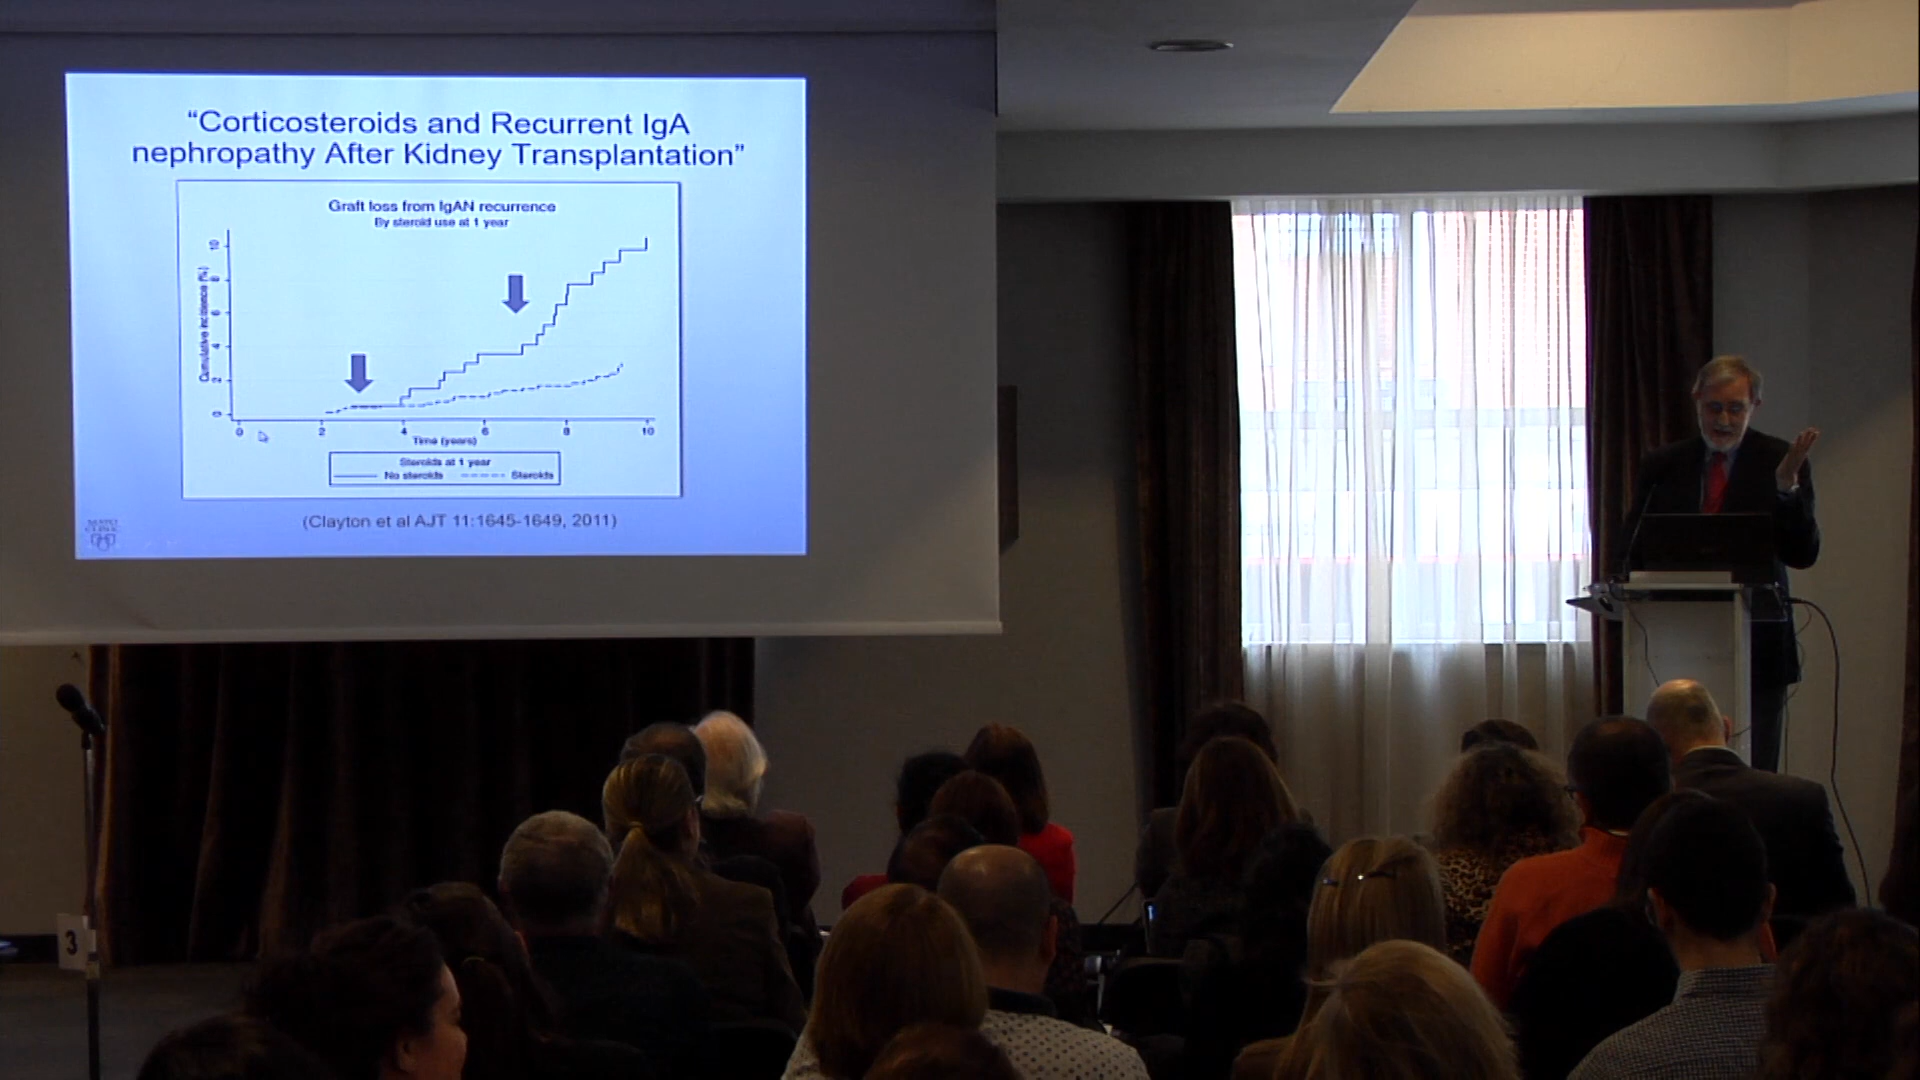 “Corticosteroids and Recurrent IgA
nephropathy After Kidney Transplantation”
Graft loss from IgAN recurrence
By steroid use at 1 year
Cumulative incidence (%)
10
8
6
4
2
0
0 2 4 6 8 10
Time (years)
Steroids at 1 year
No steroids Steroids
(Clayton et al AJT 11:1645-1649, 2011)
MAYO
CLINIC
3